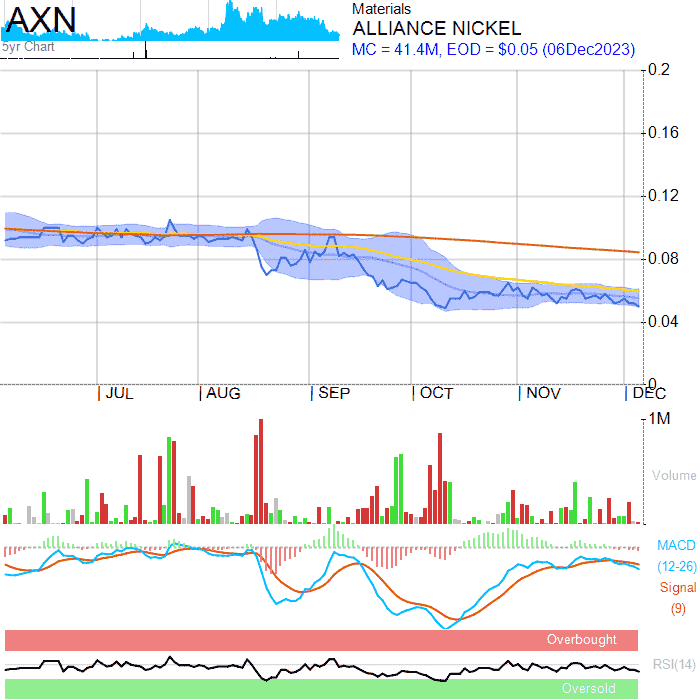 AXN
5yr Chart
Materials
ALLIANCE NICKEL
MC = 41.4M, EOD = $0.05 (06Dec2023)
0.2
0.16
0.12
0.08
0.04
0
JUL AUG SEP OCT NOV DEC
1M
Volume
MACD
(12-26)
Signal
(9)
Overbought
RSI(14)
Oversold